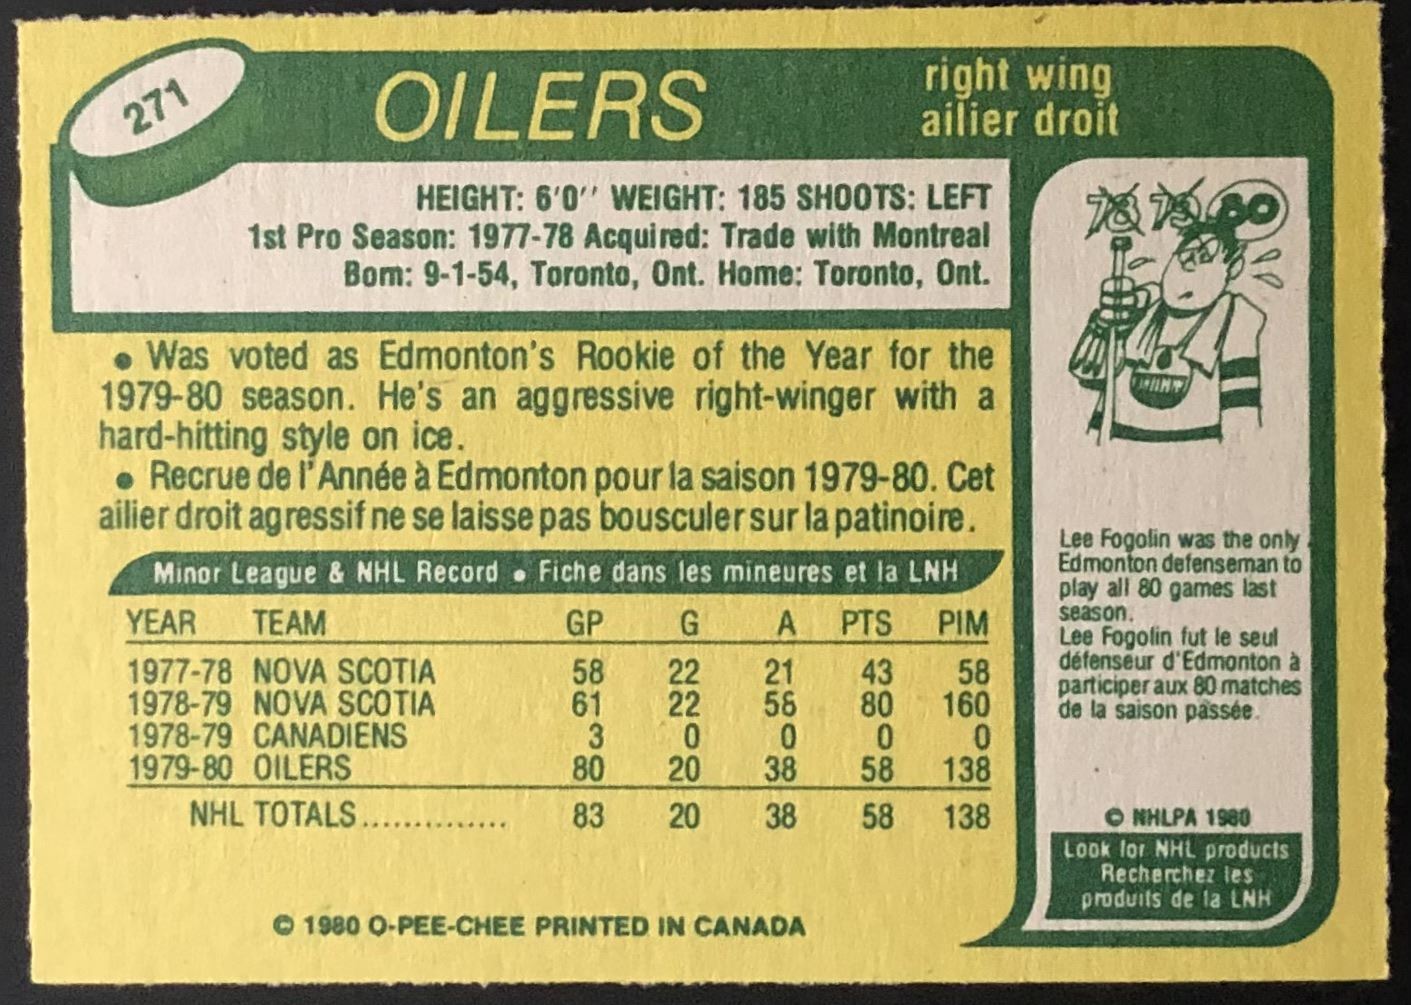 271
OILERS
right wing
ailier droit
HEIGHT: 6'0'' WEIGHT: 185 SHOOTS: LEFT
1st Pro Season: 1977-78 Acquired: Trade with Montreal
Born: 9-1-54, Toronto, Ont. Home: Toronto, Ont.
• Was voted as Edmonton's Rookie of the Year for the
1979-80 season. He's an aggressive right-winger with a
hard-hitting style on ice.
• Recrue de l'Année à Edmonton pour la saison 1979-80. Cet
ailier droit agressif ne se laisse pas bousculer sur la patinoire.
Minor League & NHL Record • Fiche dans les mineures et la LNH
YEAR TEAM GP G A PTS PIM
1977-78 NOVA SCOTIA 58 22 21 43 58
1978-79 NOVA SCOTIA 61 22 58 80 160
1978-79 CANADIENS 3 0 0 0 0
1979-80 OILERS 80 20 38 58 138
NHL TOTALS.............. 83 20 38 58 138
© 1980 O-PEE-CHEE PRINTED IN CANADA
78 79 80
Lee Fogolin was the only
Edmonton defenseman to
play all 80 games last
season.
Lee Fogolin fut le seul
défenseur d'Edmonton à
participer aux 80 matches
de la saison passée.
© NHLPA 1980
Look for NHL products
Recherchez les
produits de la LNH